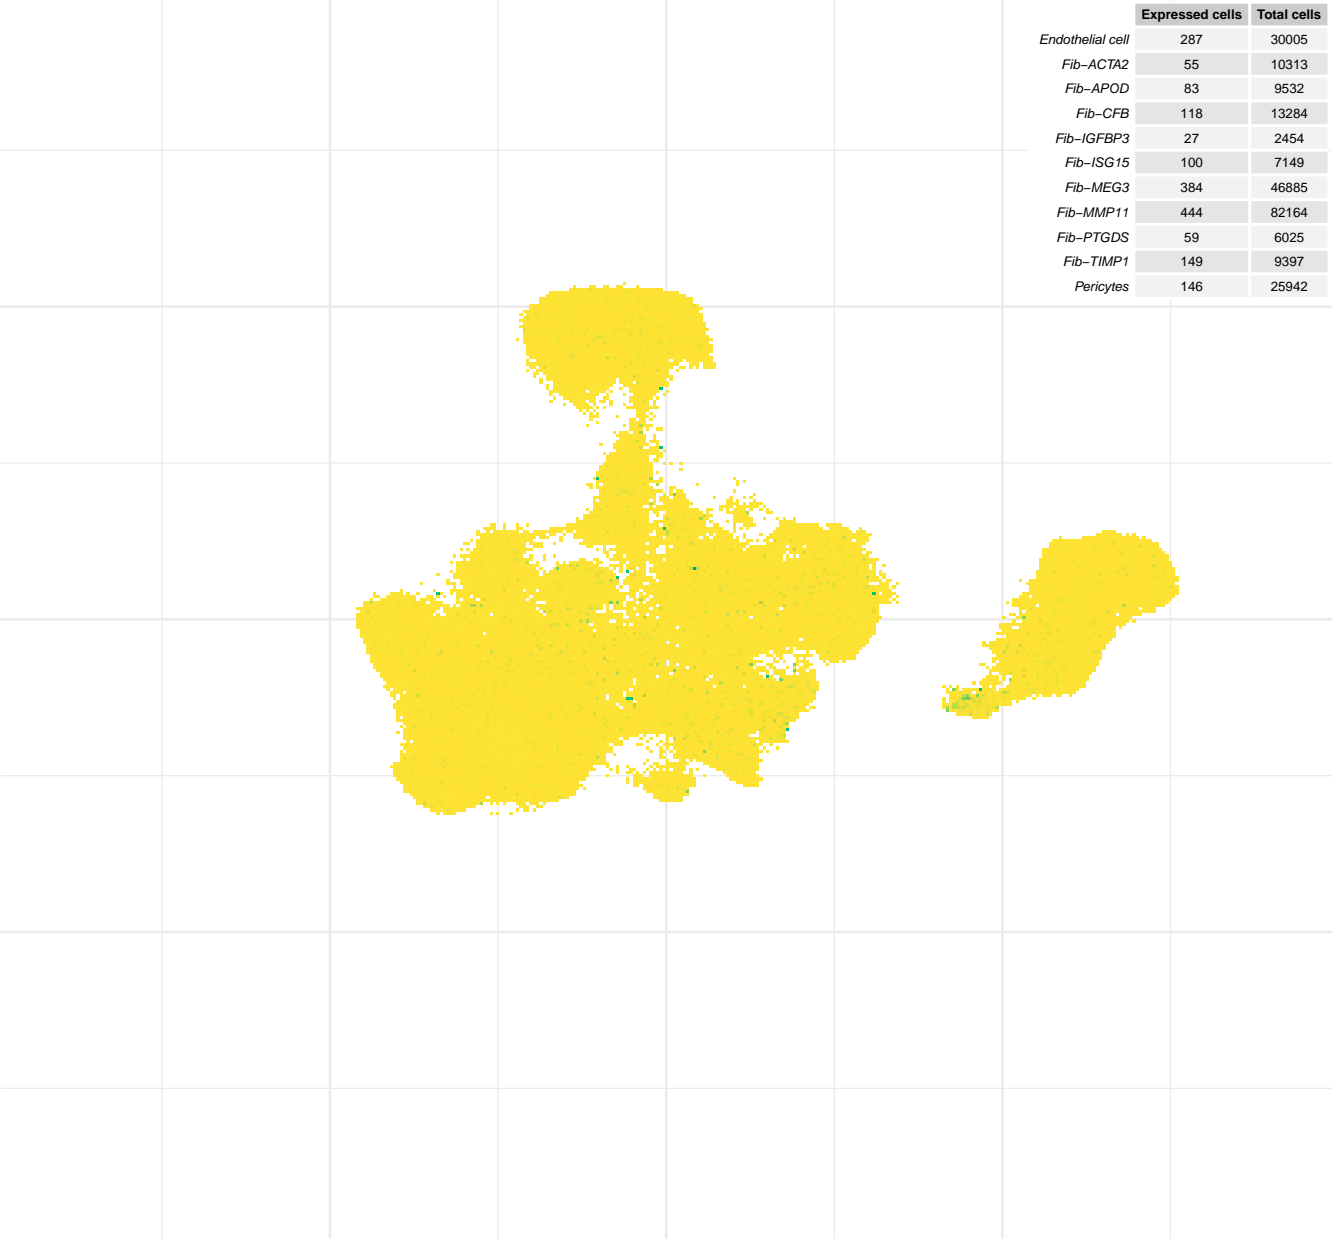 Expressed cells Total cells
Endothelial cell 287 30005
Fib−ACTA2 55 10313
Fib−APOD 83 9532
Fib−CFB 118 13284
Fib−IGFBP3 27 2454
Fib−ISG15 100 7149
Fib−MEG3 384 46885
Fib−MMP11 444 82164
Fib−PTGDS 59 6025
Fib−TIMP1 149 9397
Pericytes 146 25942